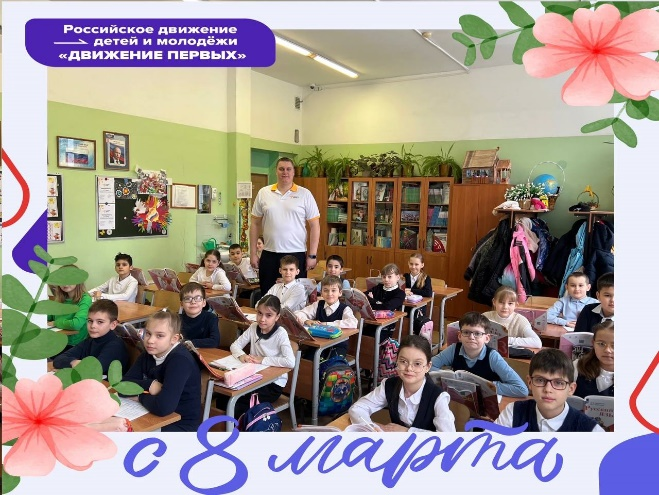 Российское движение
детей и молодёжи
«ДВИЖЕНИЕ ПЕРВЫХ»
с 8 марта